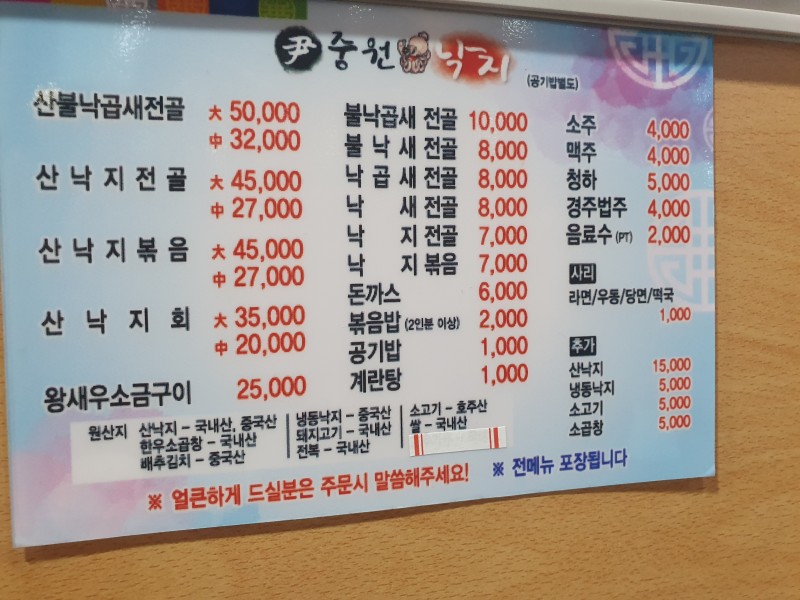 尹 중원 낙지
(공기밥별도)
산불낙곱새전골 大 50,000
中 32,000
산낙지전골 大 45,000
中 27,000
산낙지볶음 大 45,000
中 27,000
산낙지회 大 35,000
中 20,000
왕새우소금구이 25,000
불낙곱새 전골 10,000
불낙새전골 8,000
낙곱새전골 8,000
낙새전골 8,000
낙지전골 7,000
낙지볶음 7,000
돈까스 6,000
볶음밥 (2인분 이상) 2,000
공기밥 1,000
계란탕 1,000
소주 4,000
맥주 4,000
청하 5,000
경주법주 4,000
음료수 (PT) 2,000
사리
라면/우동/당면/떡국
1,000
추가
산낙지 15,000
냉동낙지 5,000
소고기 5,000
소곱창 5,000
원산지 산낙지 - 국내산, 중국산
한우소곱창 - 국내산
배추김치 - 중국산
냉동낙지 - 중국산
돼지고기 - 국내산
전복 - 국내산
소고기 - 호주산
쌀 - 국내산
※ 얼큰하게 드실분은 주문시 말씀해주세요!
※ 전메뉴 포장됩니다